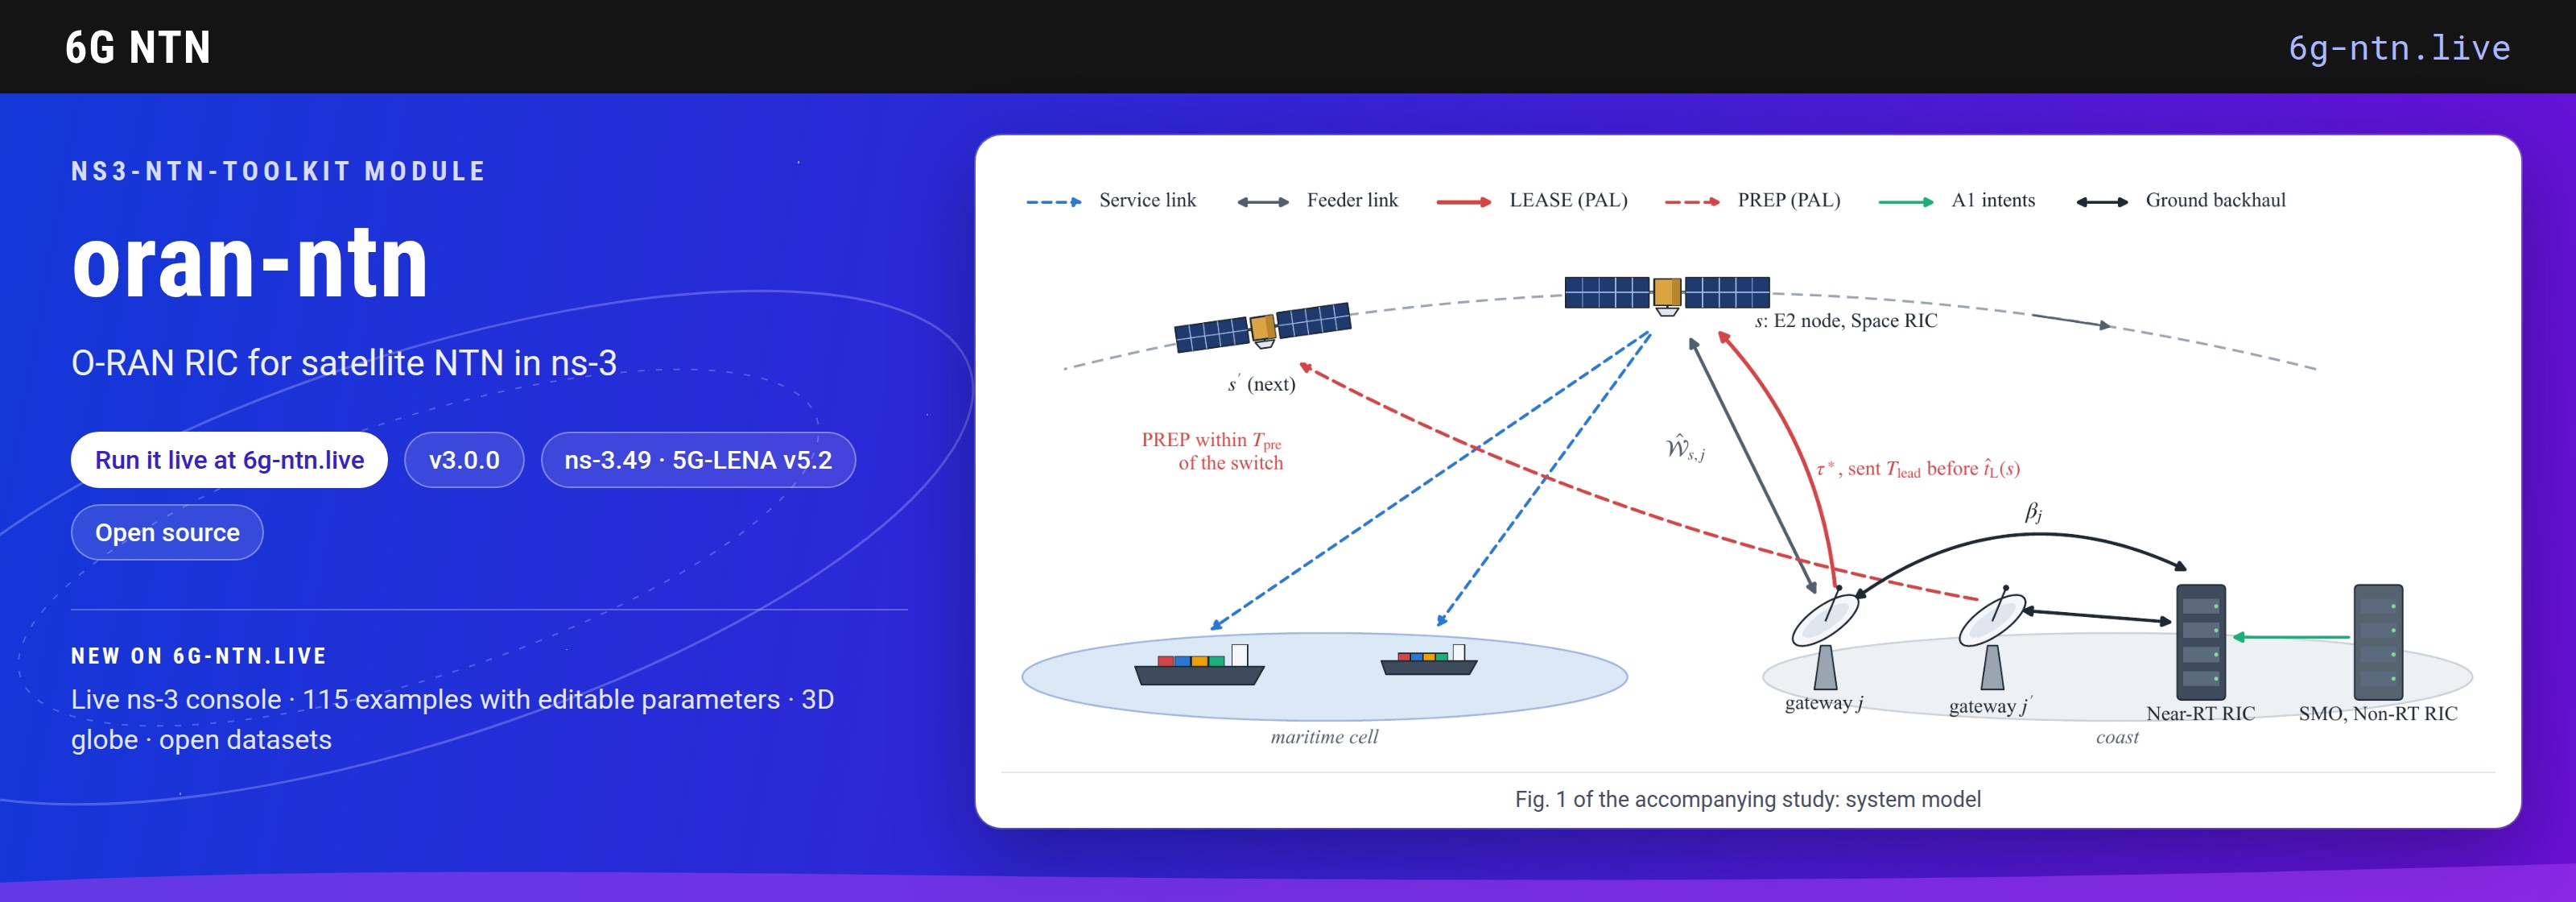 6G NTN
6g-ntn.live
NS3-NTN-TOOLKIT MODULE
oran-ntn
O-RAN RIC for satellite NTN in ns-3
Run it live at 6g-ntn.live
v3.0.0
ns-3.49 · 5G-LENA v5.2
Open source
NEW ON 6G-NTN.LIVE
Live ns-3 console · 115 examples with editable parameters · 3D
globe · open datasets
Service link
Feeder link
LEASE (PAL)
PREP (PAL)
A1 intents
Ground backhaul
s: E2 node, Space RIC
s′ (next)
PREP within T_pre
of the switch
𝒲̂_s,j
τ*, sent T_lead before t̂_L(s)
β_j
gateway j
gateway j′
Near-RT RIC
SMO, Non-RT RIC
maritime cell
coast
Fig. 1 of the accompanying study: system model